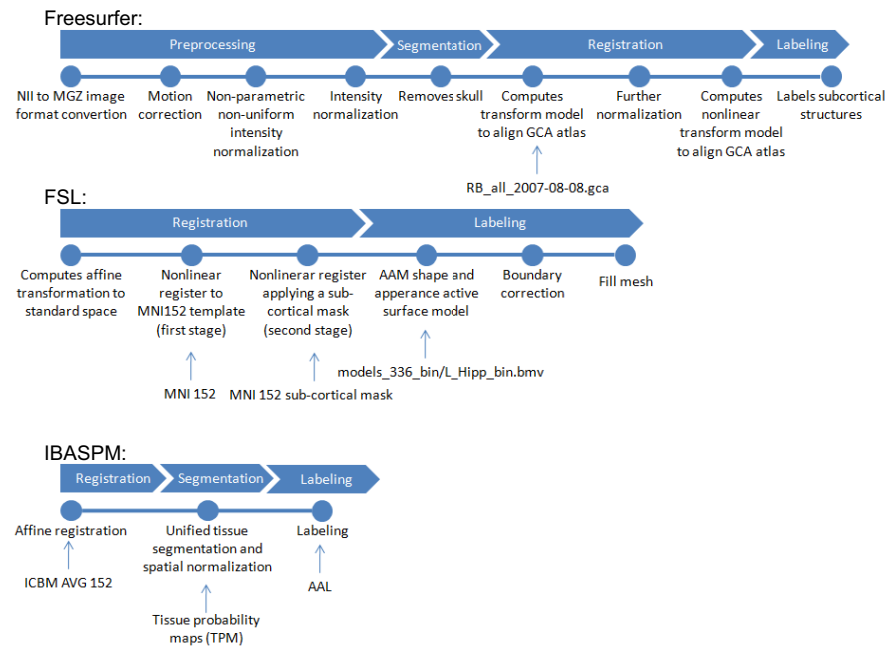 Freesurfer:
Preprocessing
Segmentation
Registration
Labeling
NII to MGZ image
format convertion
Motion
correction
Non-parametric
non-uniform
intensity
normalization
Intensity
normalization
Removes skull
Computes
transform model
to align GCA atlas
Further
normalization
Computes
nonlinear
transform model
to align GCA atlas
Labels subcortical
structures
RB_all_2007-08-08.gca
FSL:
Registration
Labeling
Computes affine
transformation to
standard space
Nonlinear
register to
MNI152 template
(first stage)
Nonlinerar register
applying a sub-
cortical mask
(second stage)
AAM shape and
apperance active
surface model
Boundary
correction
Fill mesh
models_336_bin/L_Hipp_bin.bmv
MNI 152
MNI 152 sub-cortical mask
IBASPM:
Registration
Segmentation
Labeling
Affine registration
Unified tissue
segmentation and
spatial normalization
Labeling
ICBM AVG 152
AAL
Tissue probability
maps (TPM)